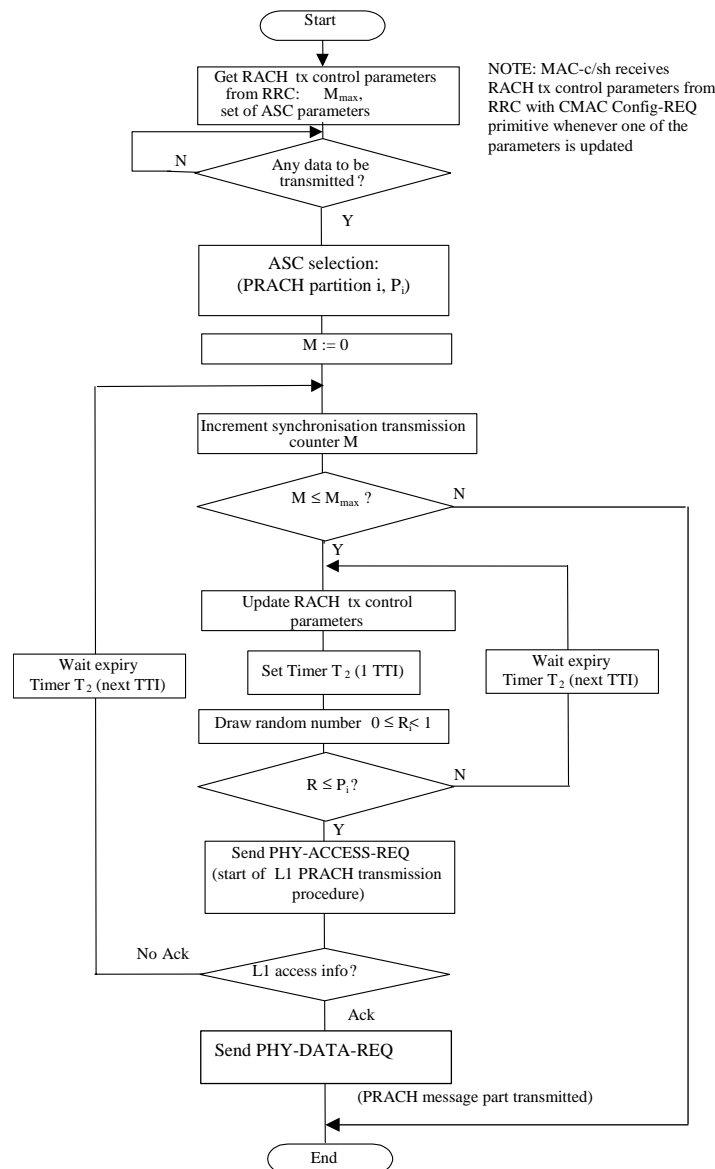 Start
Get RACH tx control parameters
from RRC: Mmax,
set of ASC parameters
NOTE: MAC-c/sh receives
RACH tx control parameters from
RRC with CMAC Config-REQ
primitive whenever one of the
parameters is updated
N
Any data to be
transmitted ?
Y
ASC selection:
(PRACH partition i, Pi)
M := 0
Increment synchronisation transmission
counter M
M ≤ Mmax ?
N
Y
Update RACH tx control
parameters
Wait expiry
Timer T2 (next TTI)
Set Timer T2 (1 TTI)
Wait expiry
Timer T2 (next TTI)
Draw random number 0 ≤ Ri< 1
R ≤ Pi?
N
Y
Send PHY-ACCESS-REQ
(start of L1 PRACH transmission
procedure)
No Ack
L1 access info ?
Ack
Send PHY-DATA-REQ
(PRACH message part transmitted)
End